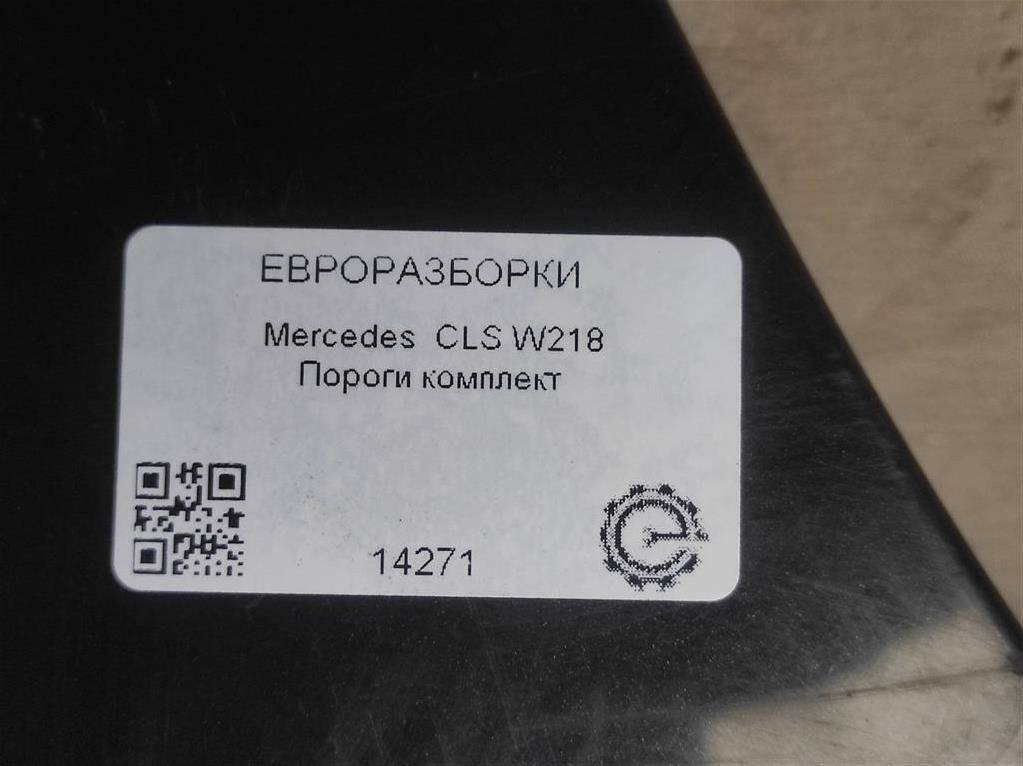 ЕВРОРАЗБОРКИ
Mercedes CLS W218
Пороги комплект
14271